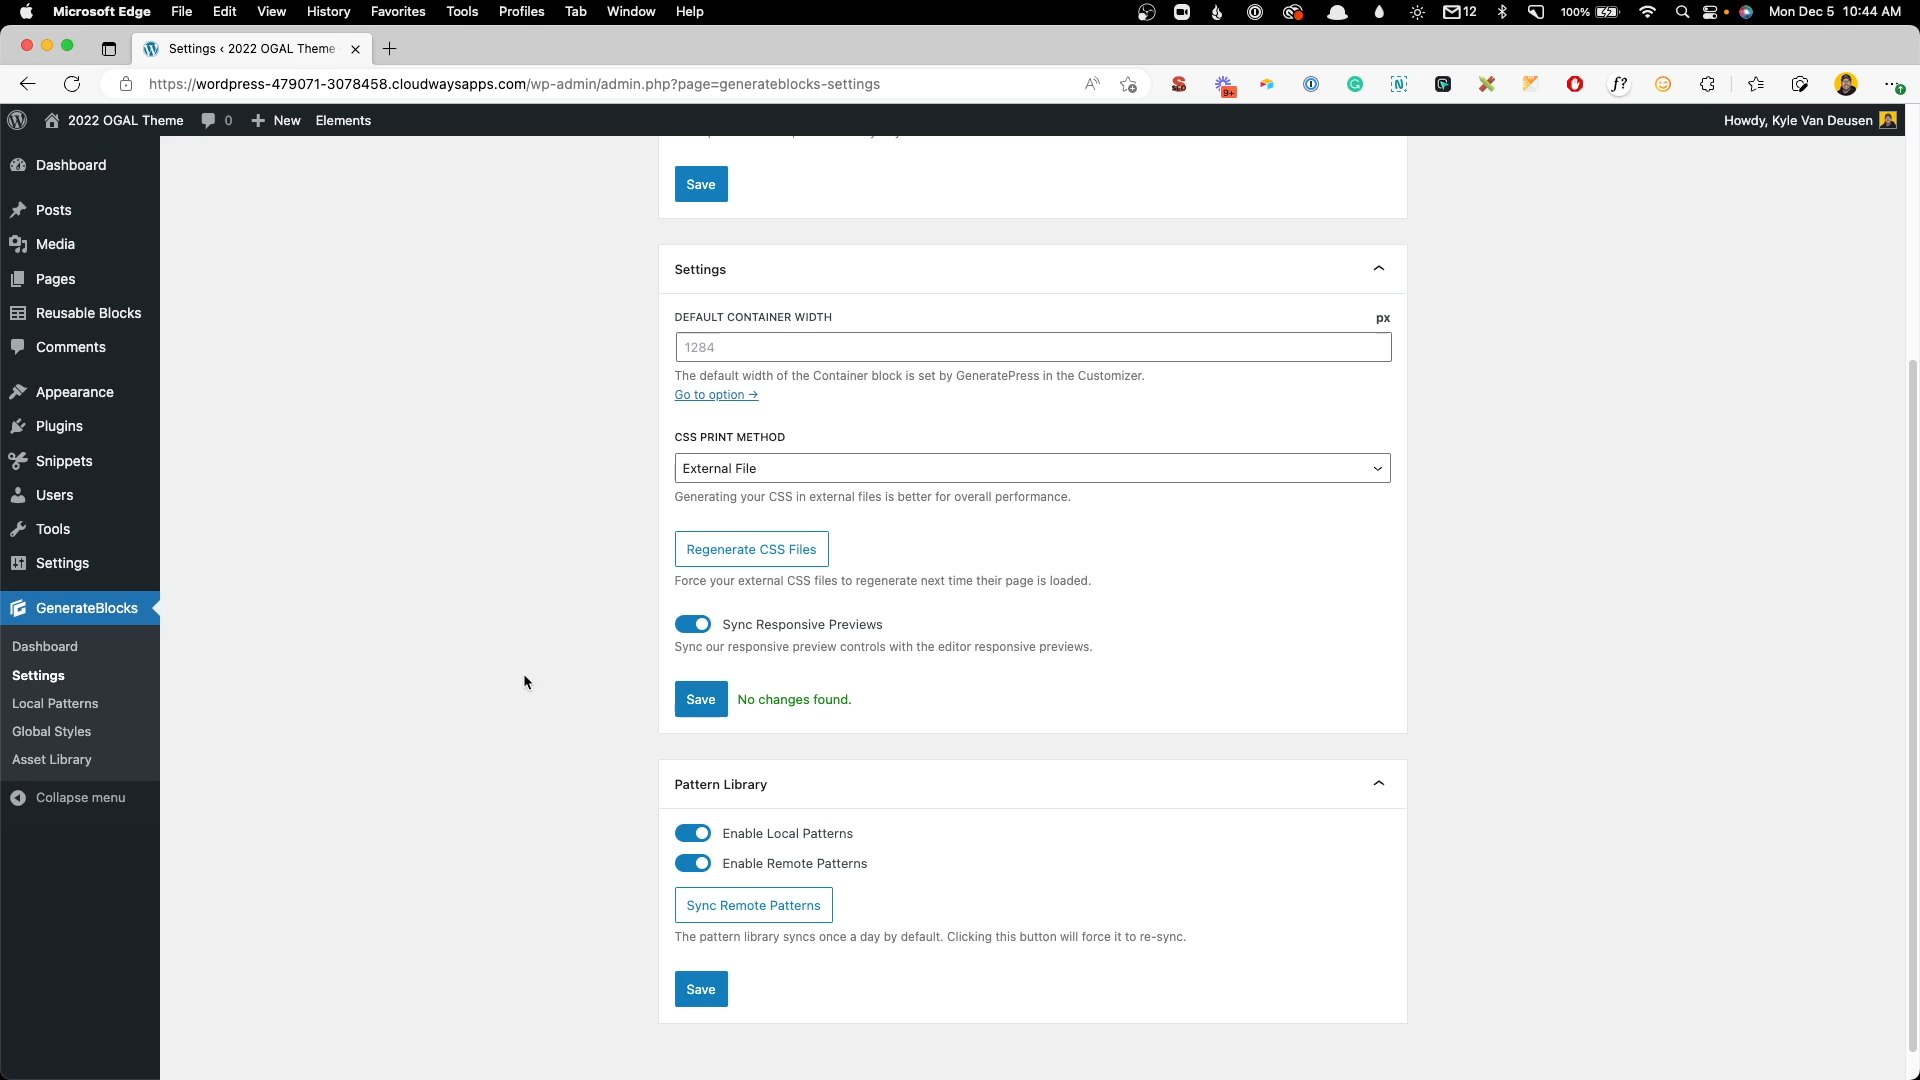 Microsoft Edge File Edit View History Favorites Tools Profiles Tab Window Help 12 100% Mon Dec 5 10:44 AM
Settings ‹ 2022 OGAL Theme
https://wordpress-479071-3078458.cloudwaysapps.com/wp-admin/admin.php?page=generateblocks-settings
9+
2022 OGAL Theme 0 New Elements Howdy, Kyle Van Deusen
Dashboard
Posts
Media
Pages
Reusable Blocks
Comments
Appearance
Plugins
Snippets
Users
Tools
Settings
GenerateBlocks
Dashboard
Settings
Local Patterns
Global Styles
Asset Library
Collapse menu
Save
Settings
DEFAULT CONTAINER WIDTH px
1284
The default width of the Container block is set by GeneratePress in the Customizer.
Go to option →
CSS PRINT METHOD
External File
Generating your CSS in external files is better for overall performance.
Regenerate CSS Files
Force your external CSS files to regenerate next time their page is loaded.
Sync Responsive Previews
Sync our responsive preview controls with the editor responsive previews.
Save No changes found.
Pattern Library
Enable Local Patterns
Enable Remote Patterns
Sync Remote Patterns
The pattern library syncs once a day by default. Clicking this button will force it to re-sync.
Save